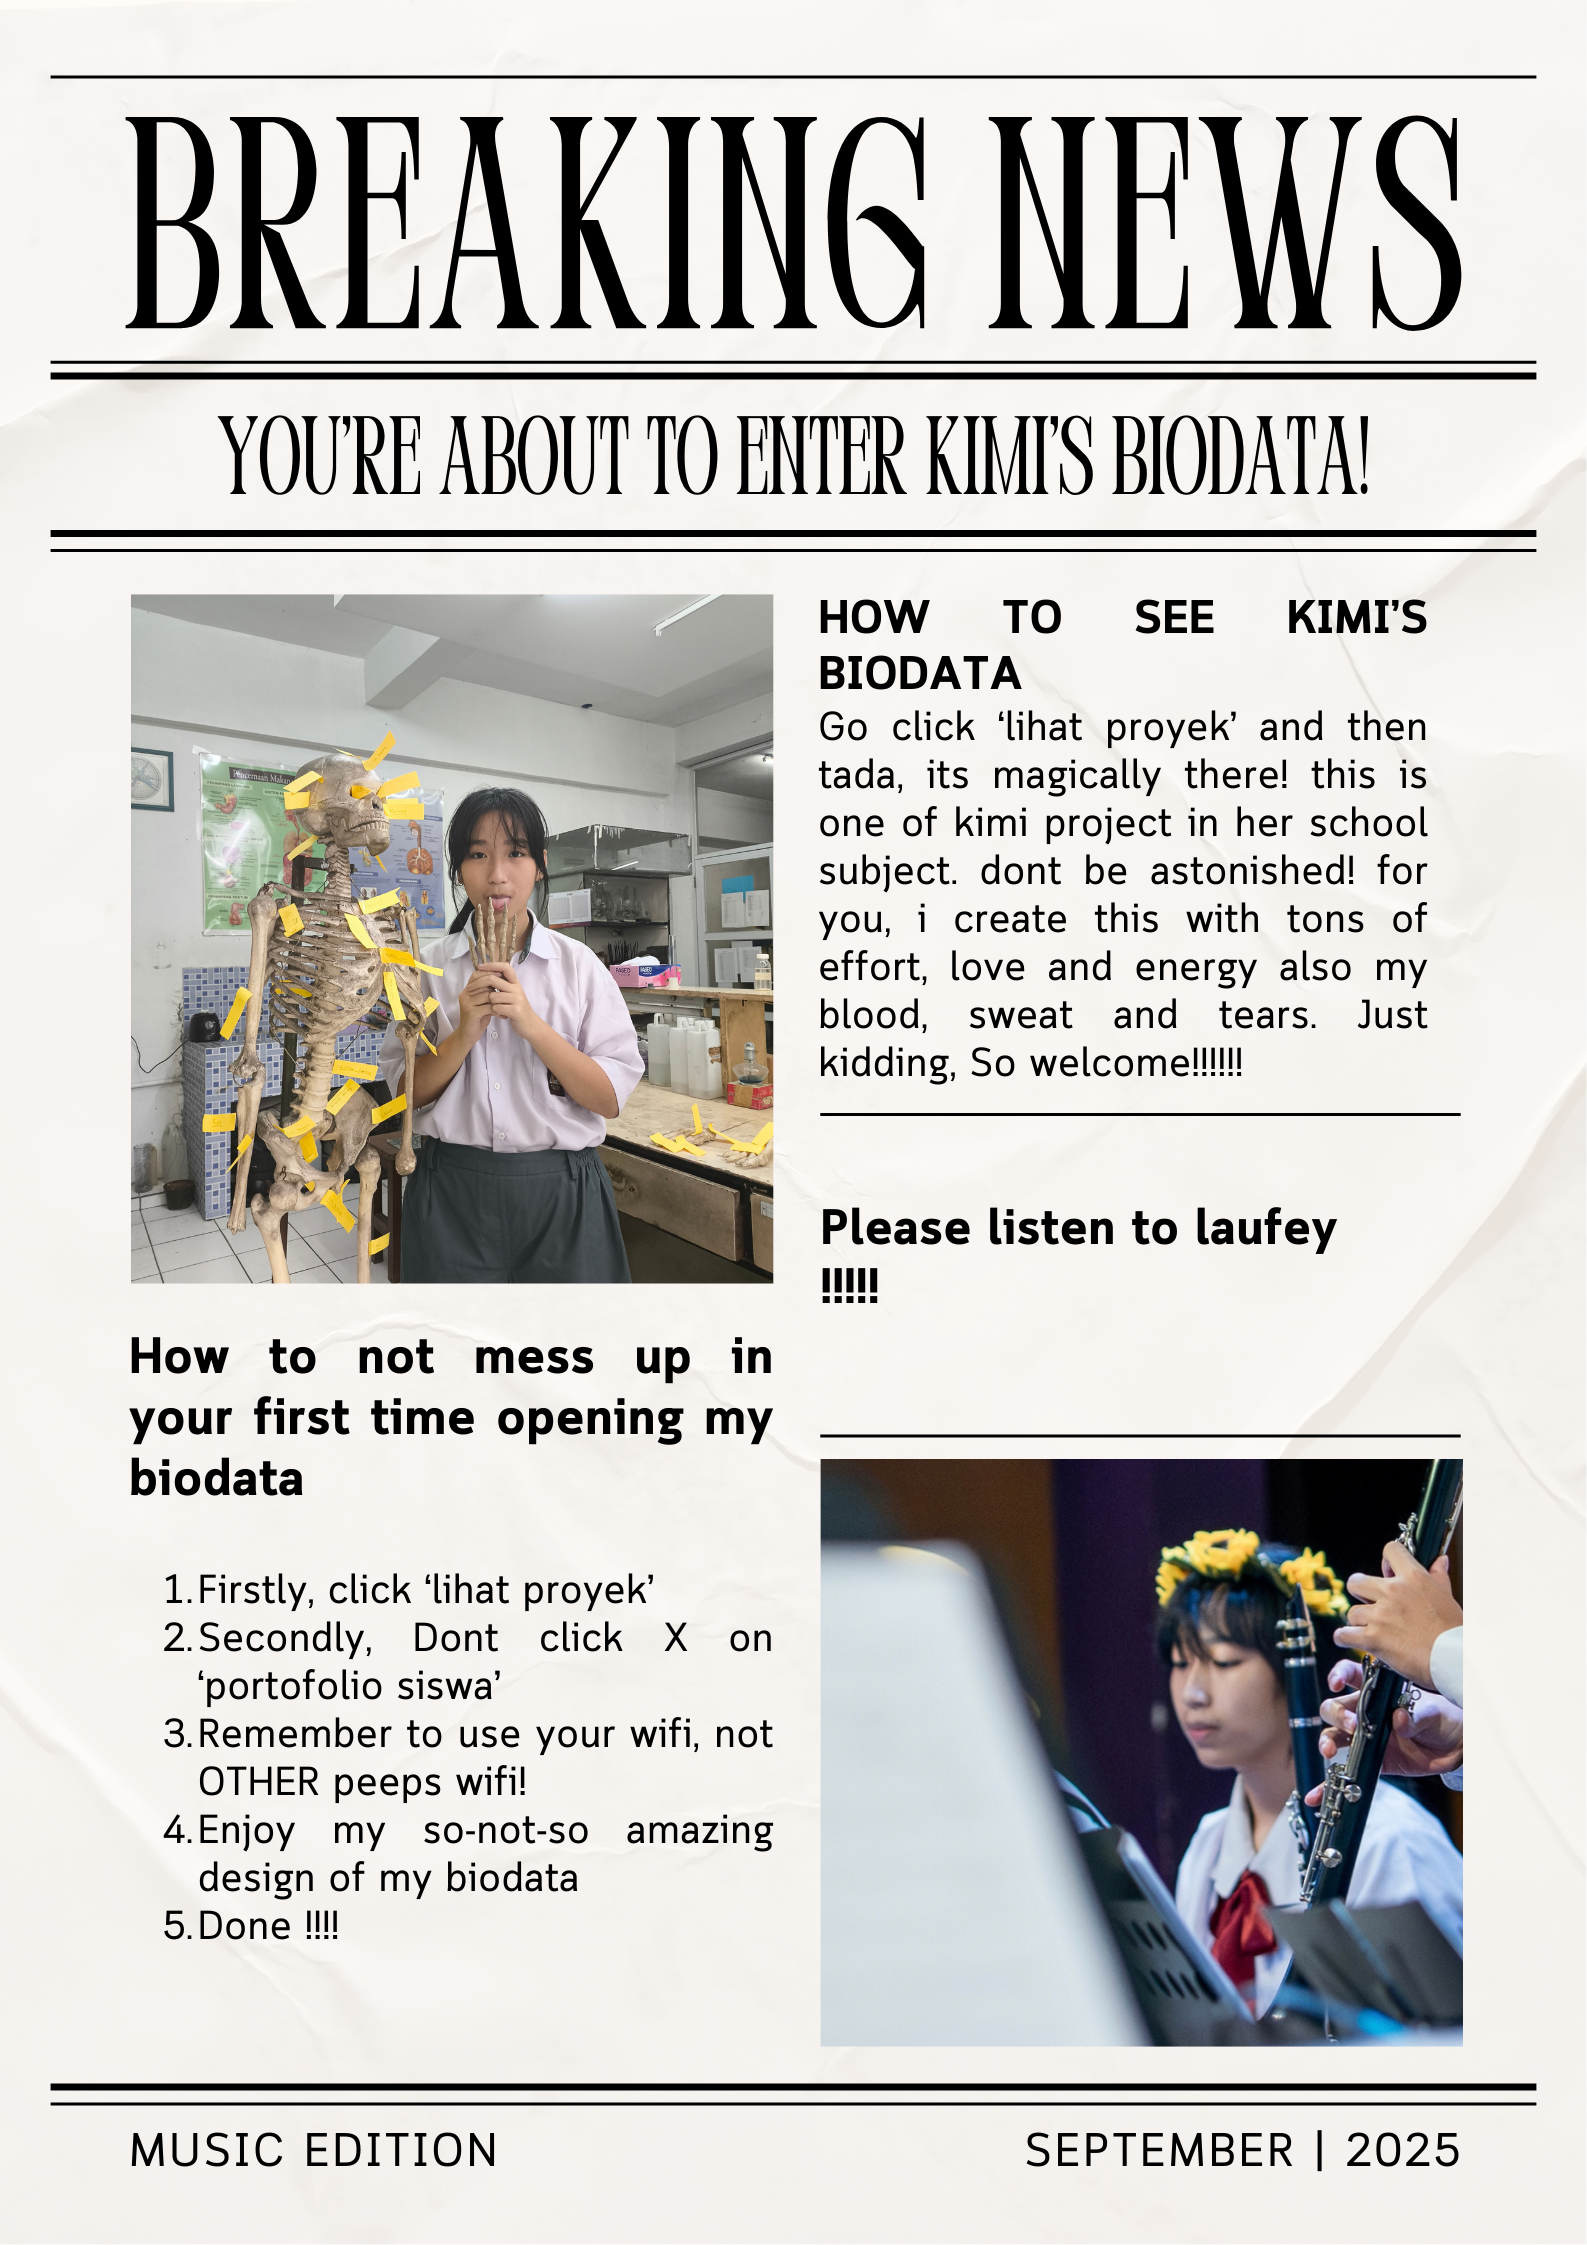 BREAKING NEWS
YOU'RE ABOUT TO ENTER KIMI'S BIODATA!
HOW TO SEE KIMI'S
BIODATA
Go click ‘lihat proyek’ and then
tada, its magically there! this is
one of kimi project in her school
subject. dont be astonished! for
you, i create this with tons of
effort, love and energy also my
blood, sweat and tears. Just
kidding, So welcome!!!!!!
Please listen to laufey
!!!!!
Pencernaan Makanan
How to not mess up in
your first time opening my
biodata
1. Firstly, click ‘lihat proyek’
2. Secondly, Dont click X on
‘portofolio siswa’
3. Remember to use your wifi, not
OTHER peeps wifi!
4. Enjoy my so-not-so amazing
design of my biodata
5. Done !!!!
MUSIC EDITION
SEPTEMBER | 2025